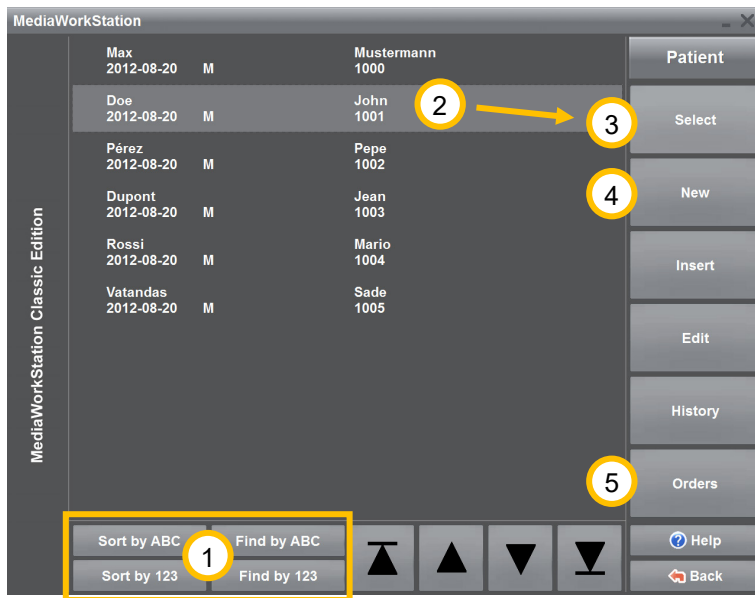 MediaWorkStation
Max Mustermann
2012-08-20 M 1000
Doe John
2012-08-20 M 1001
Pérez Pepe
2012-08-20 M 1002
Dupont Jean
2012-08-20 M 1003
Rossi Mario
2012-08-20 M 1004
Vatandas Sade
2012-08-20 M 1005
MediaWorkStation Classic Edition
2
1
Sort by ABC Find by ABC
Sort by 123 Find by 123
Patient
3 Select
4 New
Insert
Edit
History
5 Orders
? Help
Back